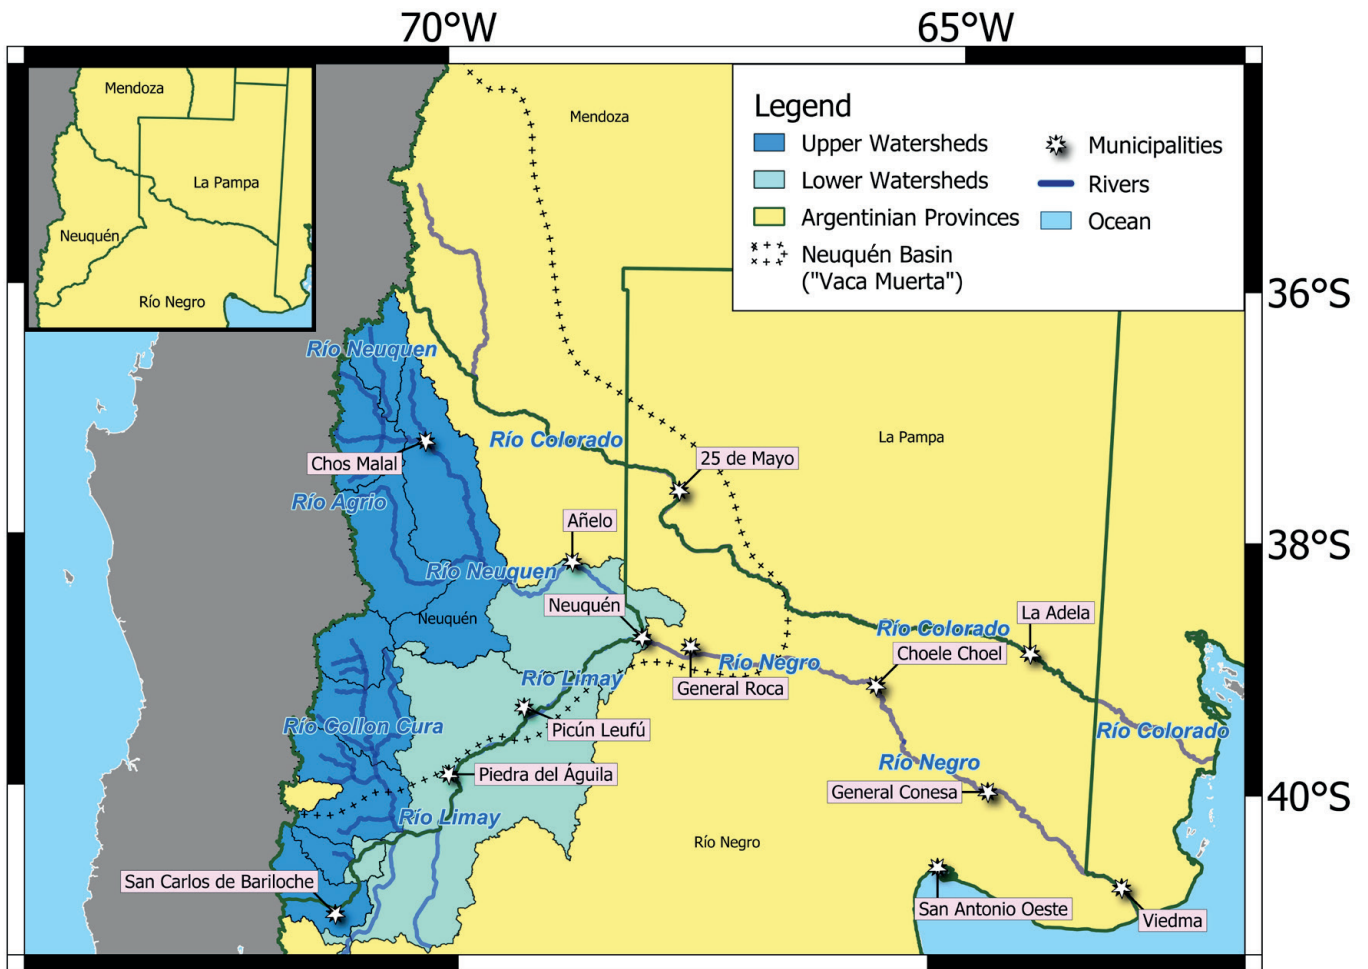 70°W
65°W
Mendoza
La Pampa
Neuquén
Río Negro
Mendoza
Legend
Upper Watersheds
Lower Watersheds
Argentinian Provinces
Neuquén Basin
("Vaca Muerta")
Municipalities
Rivers
Ocean
36°S
Río Neuquen
Río Colorado
La Pampa
25 de Mayo
Chos Malal
Río Agrio
Añelo
38°S
Río Neuquen
Neuquén
Neuquén
La Adela
Río Colorado
Choele Choel
Río Negro
Río Limay
General Roca
Río Collon Cura
Picún Leufú
Río Colorado
Río Negro
Piedra del Águila
General Conesa
40°S
Río Limay
Río Negro
San Carlos de Bariloche
San Antonio Oeste
Viedma